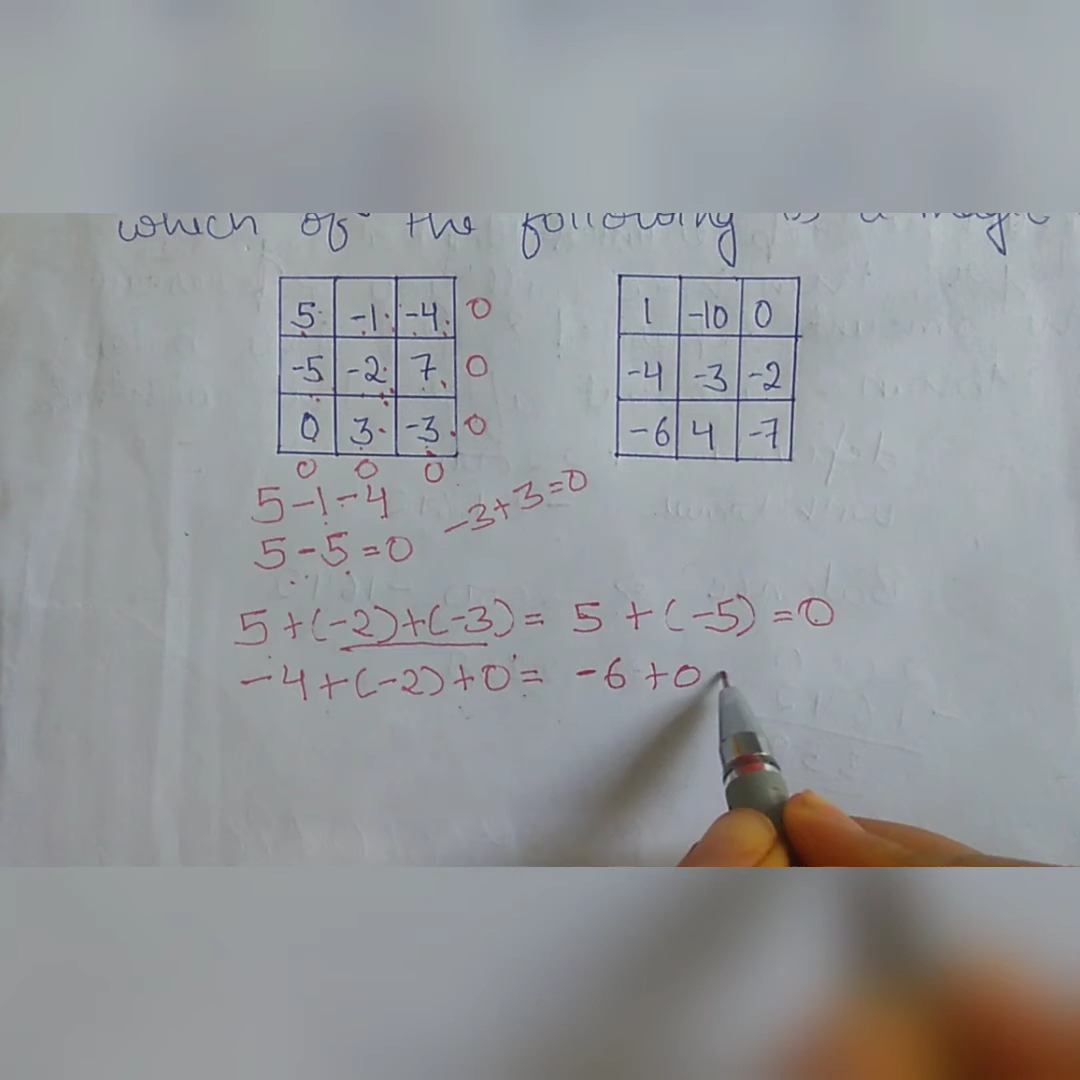 which of the following is a magic
5 -1 -4 0 1 -10 0
-5 -2 7 0 -4 -3 -2
0 3 -3 0 -6 4 -7
0 0 0
5-1-4
-3+3=0
5-5=0
5+(-2)+(-3)= 5+(-5)=0
-4+(-2)+0= -6+0